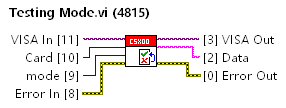 Testing Mode.vi (4815)
VISA In [11]
Card [10]
mode [9]
Error In [8]
CSX00
[3] VISA Out
[2] Data
[0] Error Out